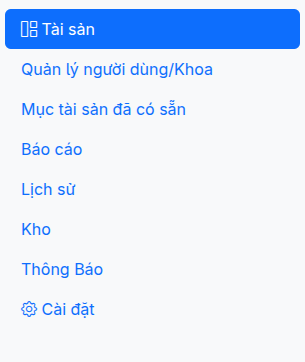 Tài sản
Quản lý người dùng/Khoa
Mục tài sản đã có sẵn
Báo cáo
Lịch sử
Kho
Thông Báo
Cài đặt